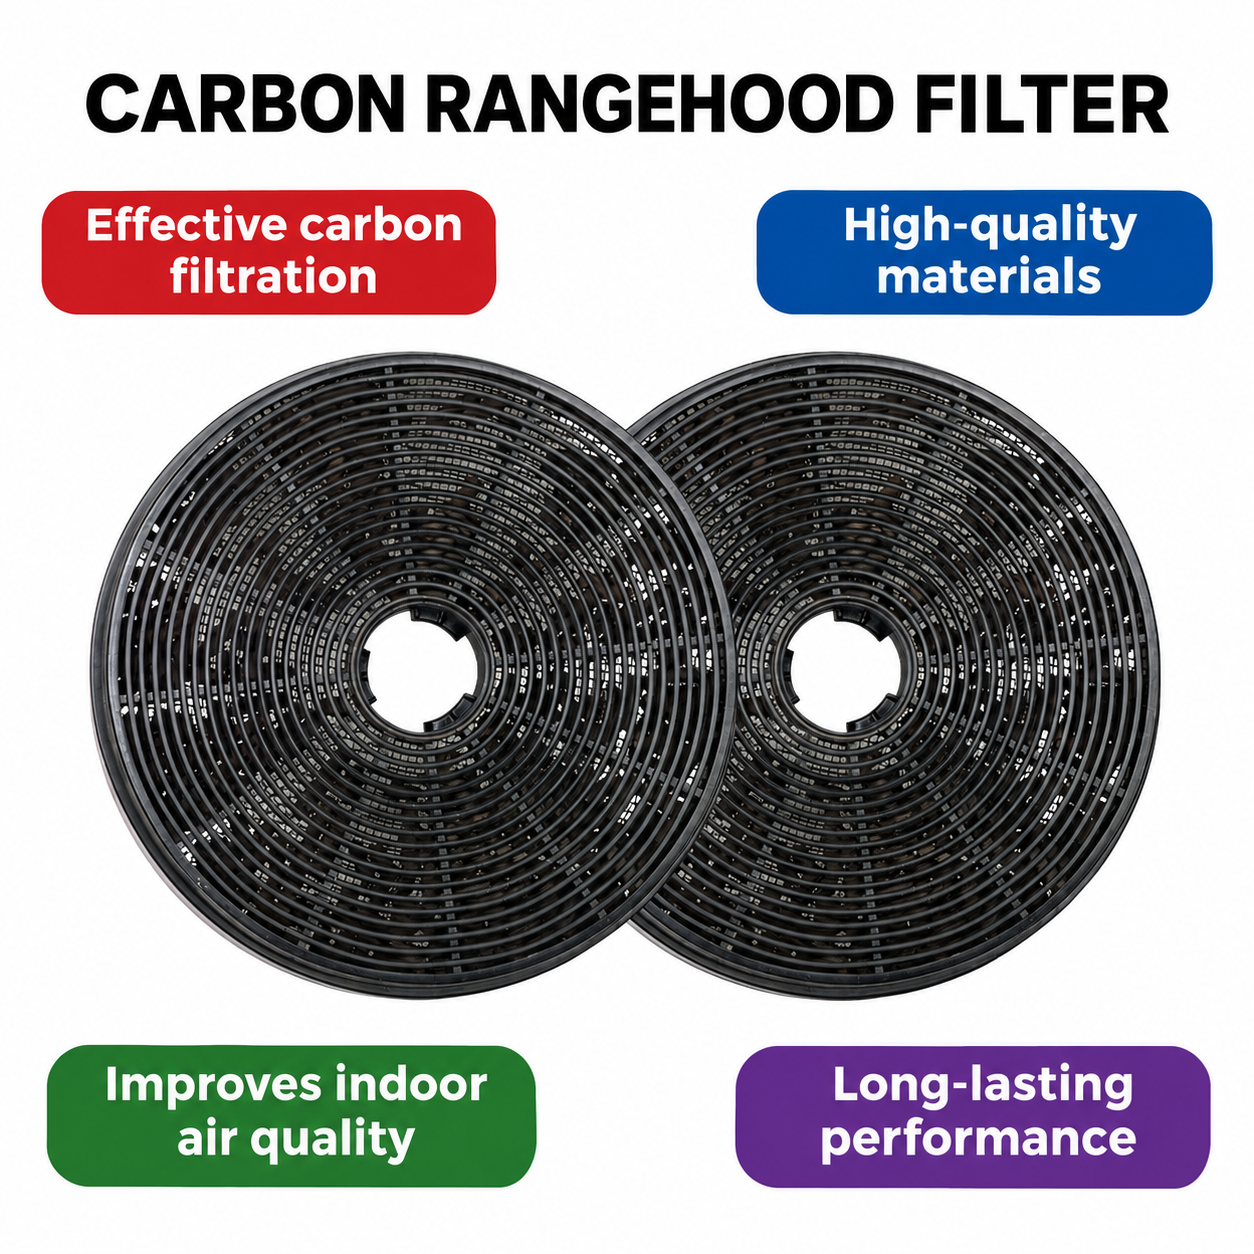 CARBON RANGEHOOD FILTER
Effective carbon
filtration
High-quality
materials
Improves indoor
air quality
Long-lasting
performance